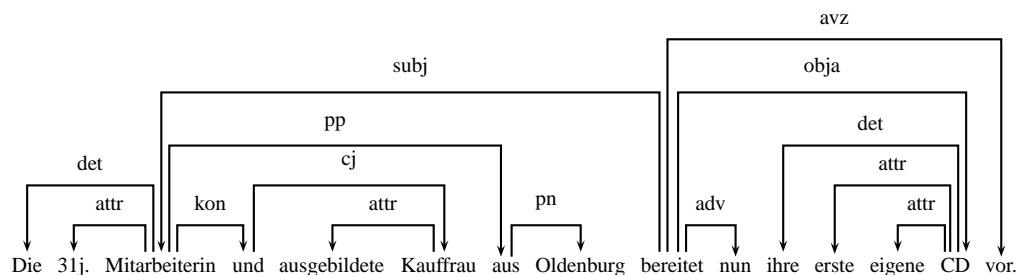 avz
subj obja
pp det
cj
det attr
attr kon attr pn adv attr
Die 31j. Mitarbeiterin und ausgebildete Kauffrau aus Oldenburg bereitet nun ihre erste eigene CD vor.